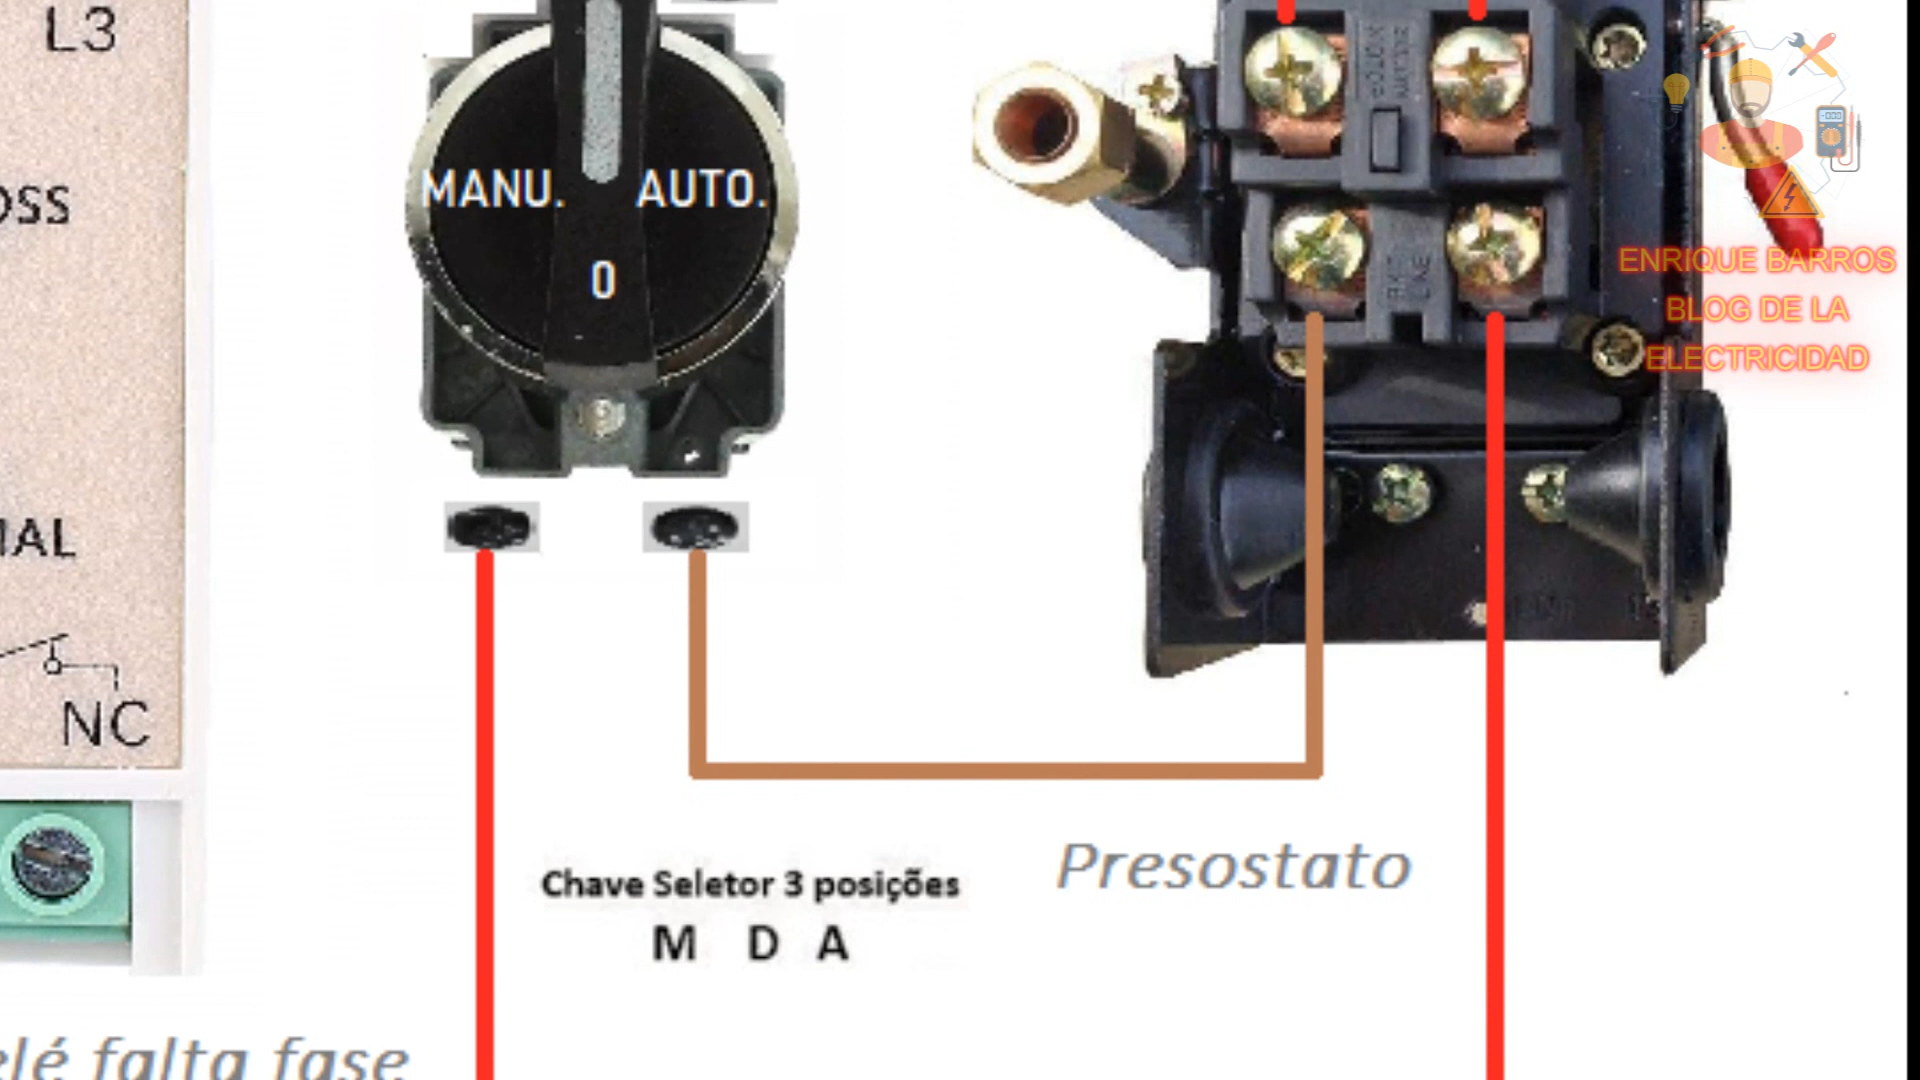 L3
OSS
MANU.
AUTO.
0
ENRIQUE BARROS
BLOG DE LA
ELECTRICIDAD
NC
Chave Seletor 3 posições
M D A
Presostato
elé falta fase